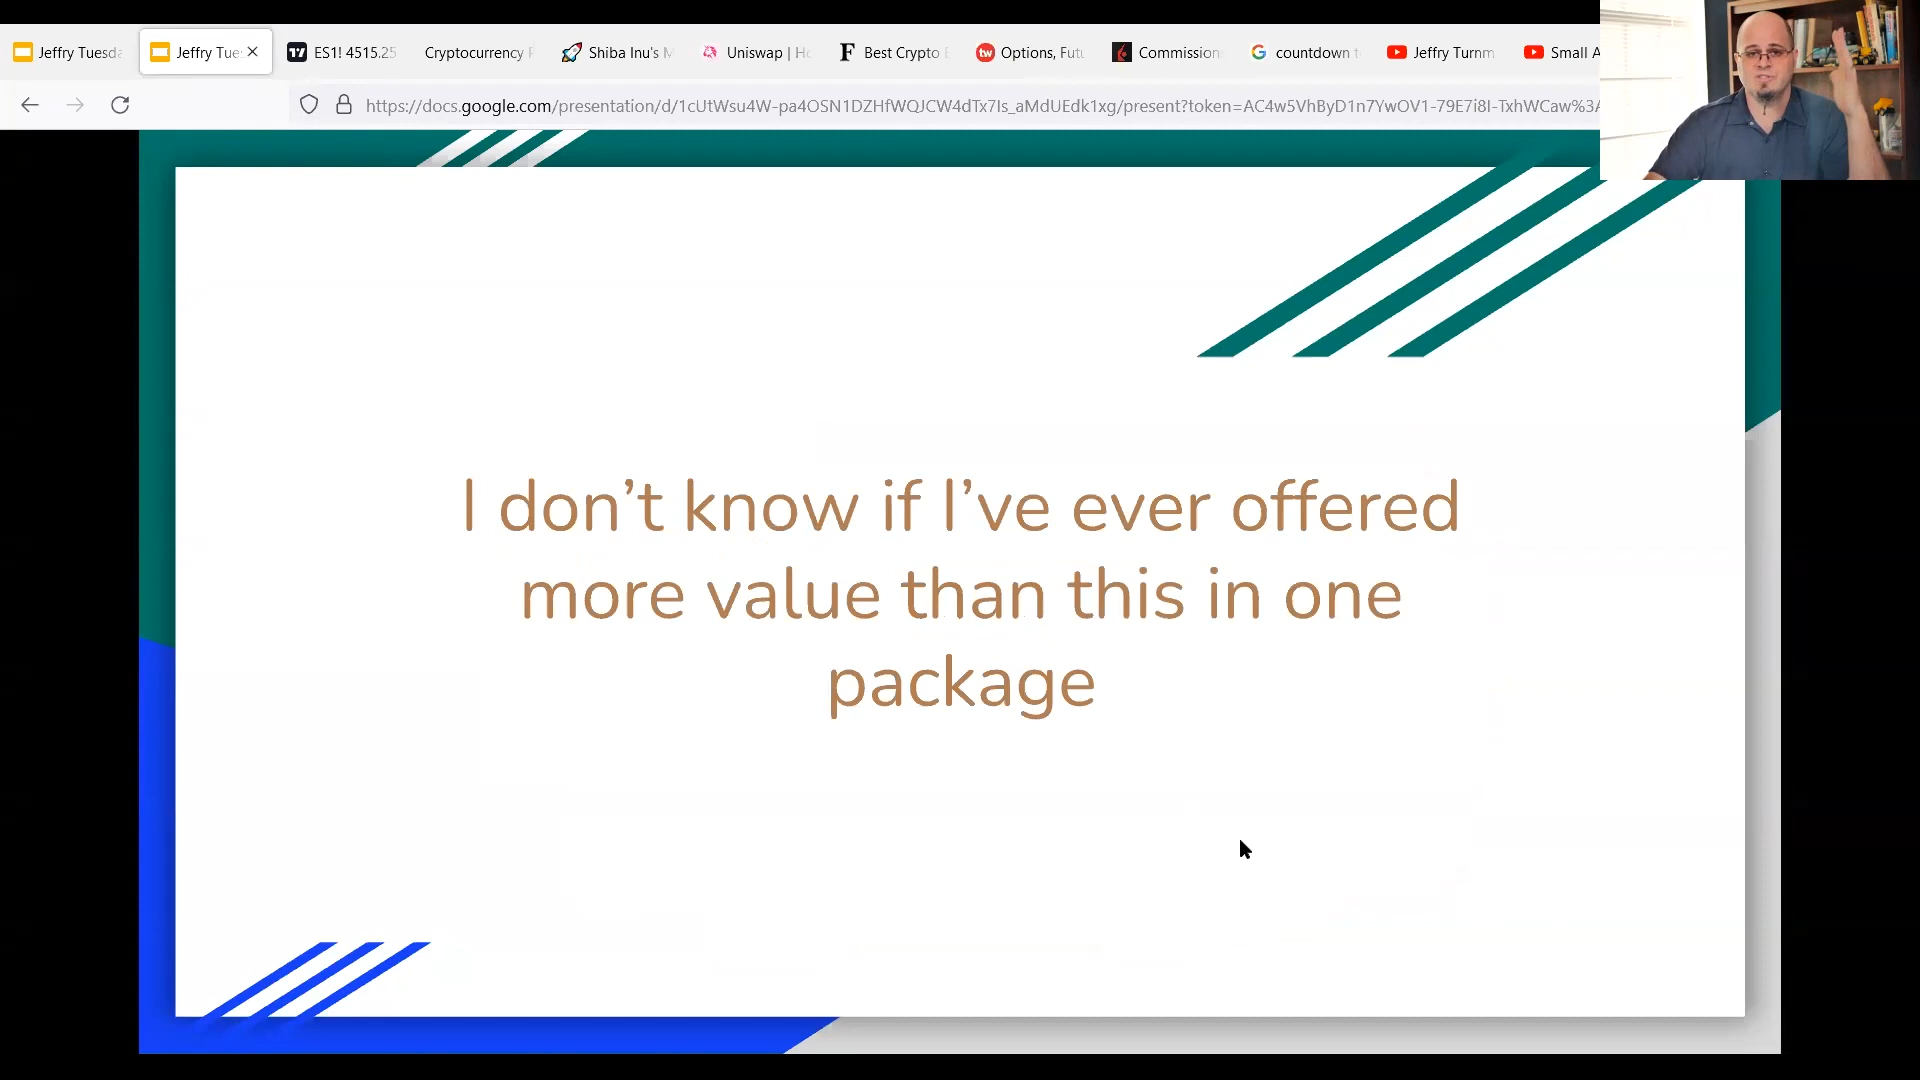 Jeffry Tuesda
Jeffry Tue
ES1! 4515.25
Cryptocurrency
Shiba Inu's M
Uniswap | Ho
Best Crypto
Options, Futu
Commission
countdown
Jeffry Turnm
Small A
https://docs.google.com/presentation/d/1cUtWsu4W-pa4OSN1DZHfWQJCW4dTx7Is_aMdUEdk1xg/present?token=AC4w5VhByD1n7YwOV1-79E7i8I-TxhWCaw%3A
I don’t know if I’ve ever offered
more value than this in one
package